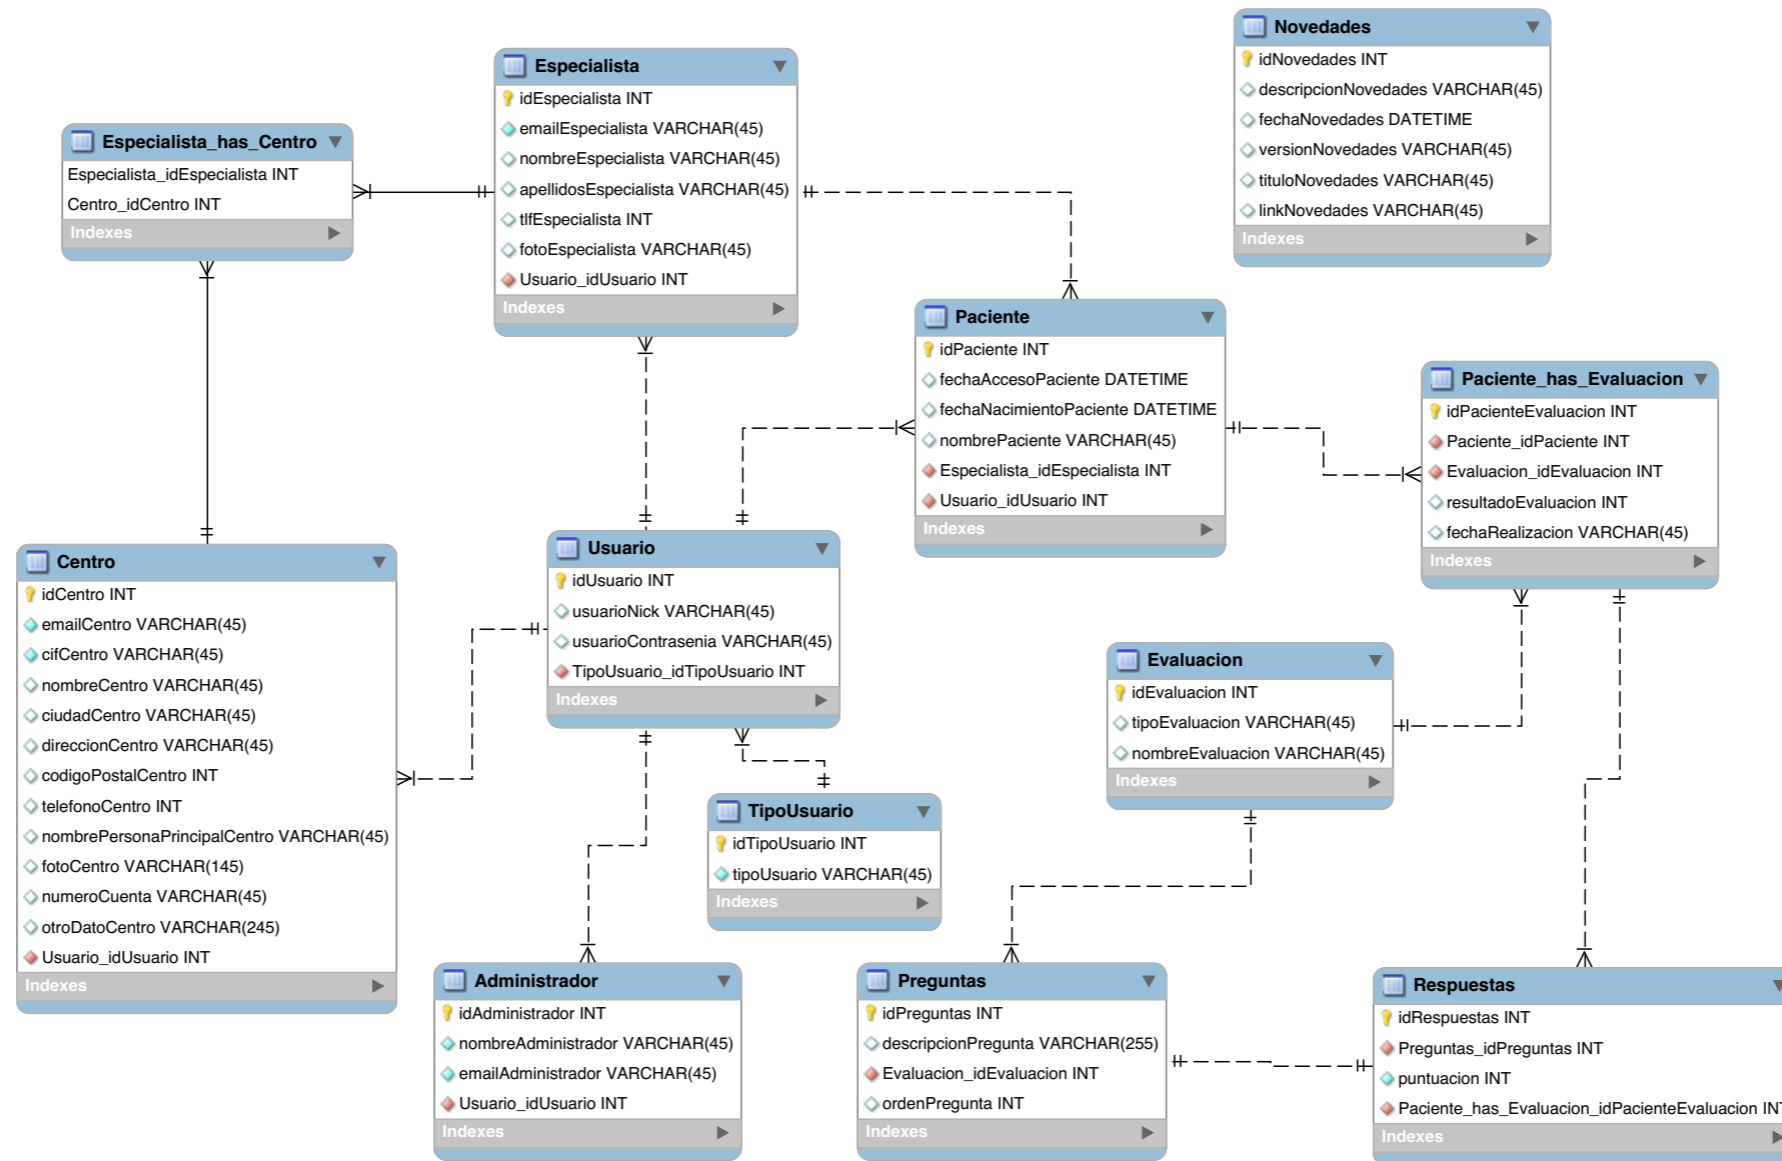 Novedades
idNovedades INT
descripcionNovedades VARCHAR(45)
fechaNovedades DATETIME
versionNovedades VARCHAR(45)
tituloNovedades VARCHAR(45)
linkNovedades VARCHAR(45)
Indexes
Especialista
idEspecialista INT
emailEspecialista VARCHAR(45)
nombreEspecialista VARCHAR(45)
apellidosEspecialista VARCHAR(45)
tlfEspecialista INT
fotoEspecialista VARCHAR(45)
Usuario_idUsuario INT
Indexes
Especialista_has_Centro
Especialista_idEspecialista INT
Centro_idCentro INT
Indexes
Paciente
idPaciente INT
fechaAccesoPaciente DATETIME
fechaNacimientoPaciente DATETIME
nombrePaciente VARCHAR(45)
Especialista_idEspecialista INT
Usuario_idUsuario INT
Indexes
Paciente_has_Evaluacion
idPacienteEvaluacion INT
Paciente_idPaciente INT
Evaluacion_idEvaluacion INT
resultadoEvaluacion INT
fechaRealizacion VARCHAR(45)
Indexes
Centro
idCentro INT
emailCentro VARCHAR(45)
cifCentro VARCHAR(45)
nombreCentro VARCHAR(45)
ciudadCentro VARCHAR(45)
direccionCentro VARCHAR(45)
codigoPostalCentro INT
telefonoCentro INT
nombrePersonaPrincipalCentro VARCHAR(45)
fotoCentro VARCHAR(145)
numeroCuenta VARCHAR(45)
otroDatoCentro VARCHAR(245)
Usuario_idUsuario INT
Indexes
Usuario
idUsuario INT
usuarioNick VARCHAR(45)
usuarioContrasenia VARCHAR(45)
TipoUsuario_idTipoUsuario INT
Indexes
Evaluacion
idEvaluacion INT
tipoEvaluacion VARCHAR(45)
nombreEvaluacion VARCHAR(45)
Indexes
TipoUsuario
idTipoUsuario INT
tipoUsuario VARCHAR(45)
Indexes
Administrador
idAdministrador INT
nombreAdministrador VARCHAR(45)
emailAdministrador VARCHAR(45)
Usuario_idUsuario INT
Indexes
Preguntas
idPreguntas INT
descripcionPregunta VARCHAR(255)
Evaluacion_idEvaluacion INT
ordenPregunta INT
Indexes
Respuestas
idRespuestas INT
Preguntas_idPreguntas INT
puntuacion INT
Paciente_has_Evaluacion_idPacienteEvaluacion INT
Indexes